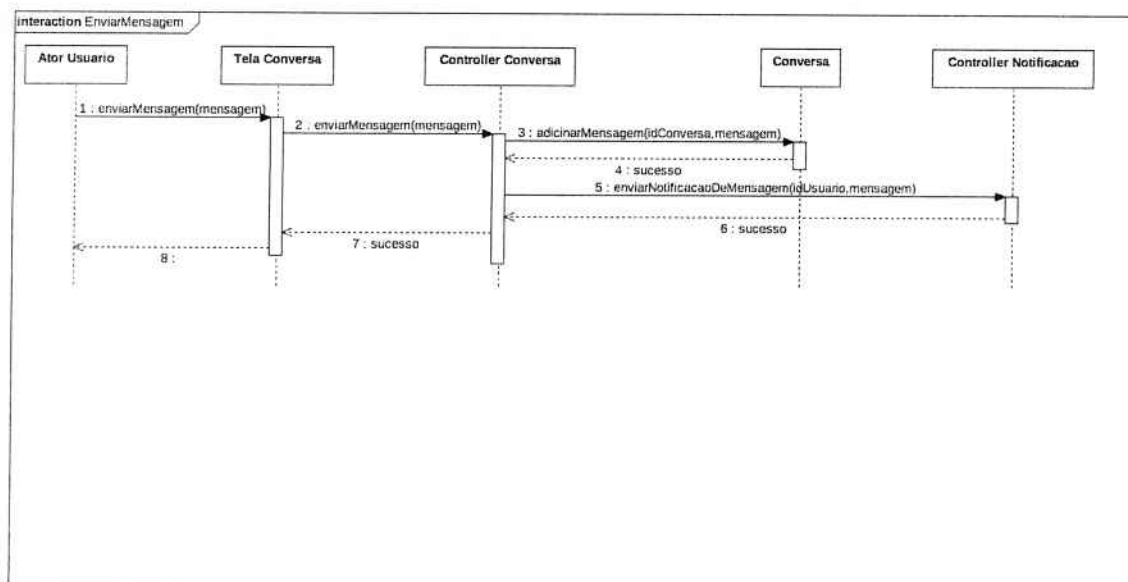 interaction EnviarMensagem
Ator Usuario
Tela Conversa
Controller Conversa
Conversa
Controller Notificacao
1 : enviarMensagem(mensagem)
2 : enviarMensagem(mensagem)
3 : adicinarMensagem(idConversa,mensagem)
4 : sucesso
5 : enviarNotificacaoDeMensagem(idUsuario,mensagem)
6 : sucesso
7 : sucesso
8 :